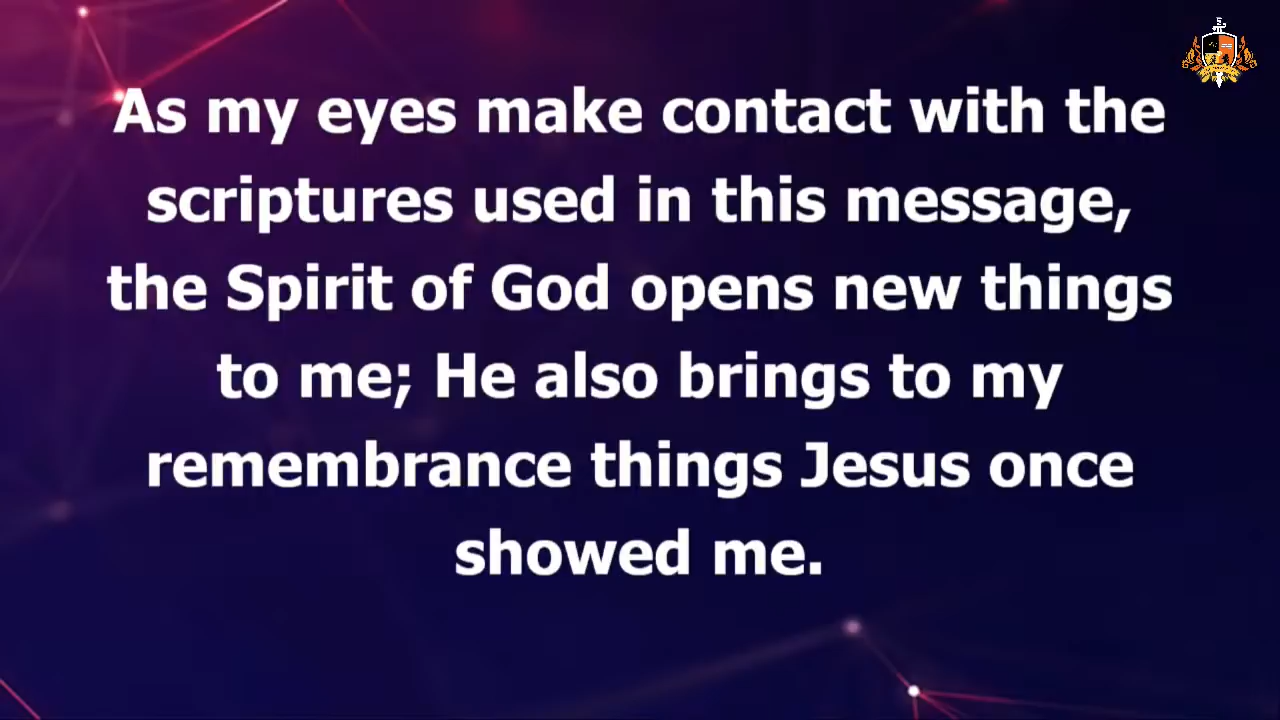 As my eyes make contact with the
scriptures used in this message,
the Spirit of God opens new things
to me; He also brings to my
remembrance things Jesus once
showed me.